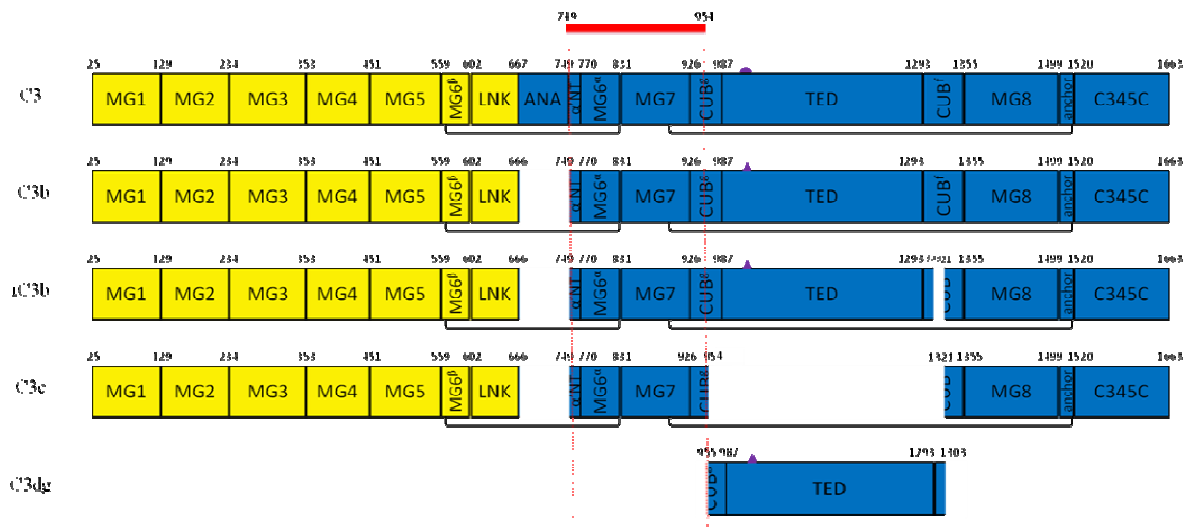 749 954
25 129 234 353 451 559 602 667 749 770 831 926 987 1293 1355 1499 1520 1663
C3 MG1 MG2 MG3 MG4 MG5 MG6β LNK ANA α'NT MG6α MG7 CUBg TED CUBf MG8 anchor C345C
25 129 234 353 451 559 602 666 749 770 831 926 987 1293 1355 1499 1520 1663
C3b MG1 MG2 MG3 MG4 MG5 MG6β LNK α'NT MG6α MG7 CUBg TED CUBf MG8 anchor C345C
25 129 234 353 451 559 602 666 749 770 831 926 987 1293 1321 1355 1499 1520 1663
iC3b MG1 MG2 MG3 MG4 MG5 MG6β LNK α'NT MG6α MG7 CUBg TED CUB MG8 anchor C345C
25 129 234 353 451 559 602 666 749 770 831 926 954 1321 1355 1499 1520 1663
C3c MG1 MG2 MG3 MG4 MG5 MG6β LNK α'NT MG6α MG7 CUBg CUB MG8 anchor C345C
955 987 1293 1303
C3dg CUBg TED